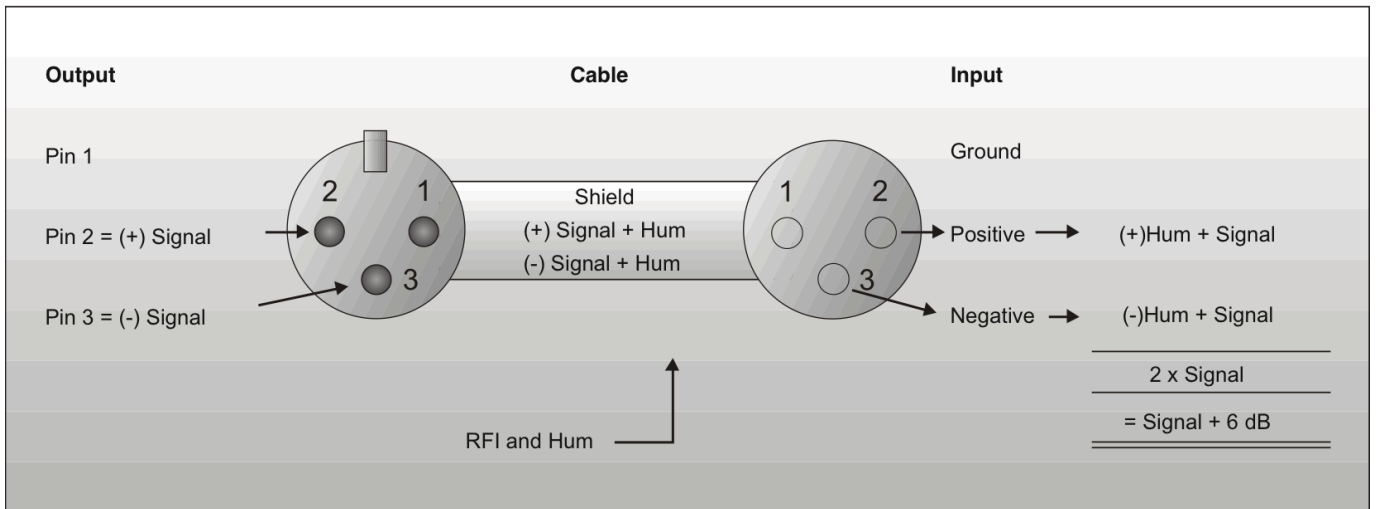 Output
Cable
Input
Pin 1
Ground
2
1
Shield
1
2
Pin 2 = (+) Signal
(+) Signal + Hum
Positive
(+)Hum + Signal
(-) Signal + Hum
3
3
Pin 3 = (-) Signal
Negative
(-)Hum + Signal
2 x Signal
= Signal + 6 dB
RFI and Hum